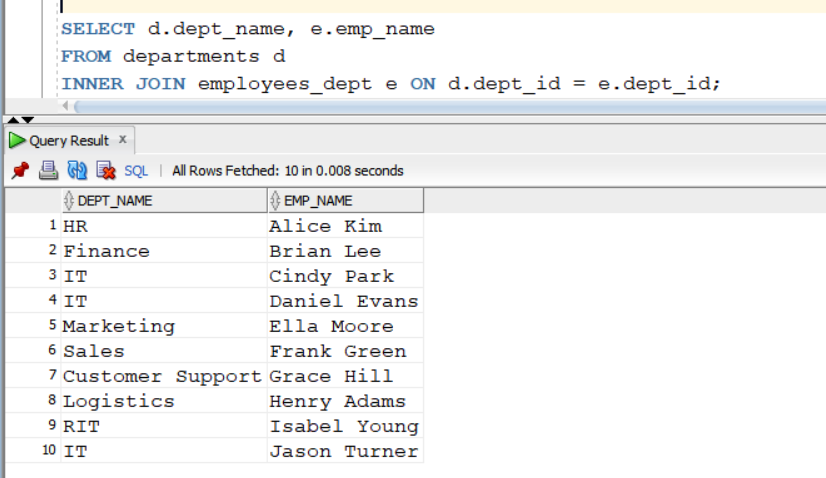 SELECT d.dept_name, e.emp_name
FROM departments d
INNER JOIN employees_dept e ON d.dept_id = e.dept_id;
Query Result x
SQL | All Rows Fetched: 10 in 0.008 seconds
DEPT_NAME EMP_NAME
1 HR Alice Kim
2 Finance Brian Lee
3 IT Cindy Park
4 IT Daniel Evans
5 Marketing Ella Moore
6 Sales Frank Green
7 Customer Support Grace Hill
8 Logistics Henry Adams
9 RIT Isabel Young
10 IT Jason Turner